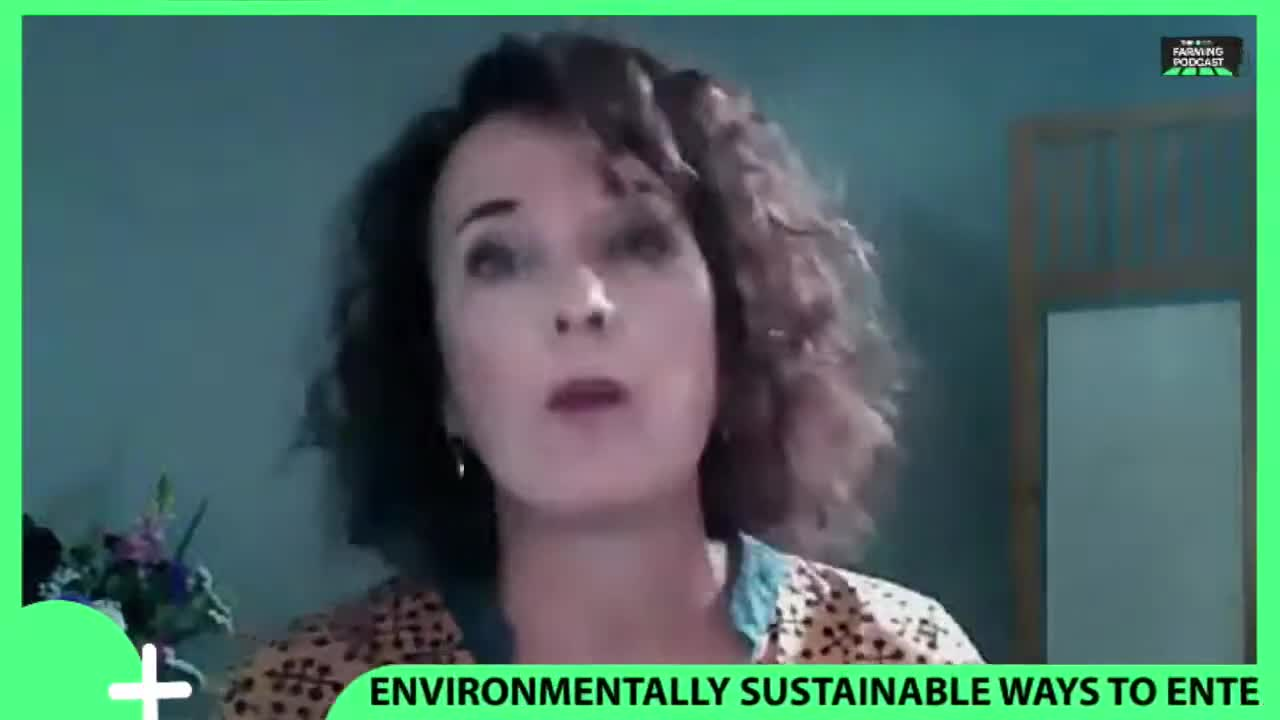 FARMING
PODCAST
ENVIRONMENTALLY SUSTAINABLE WAYS TO ENTE